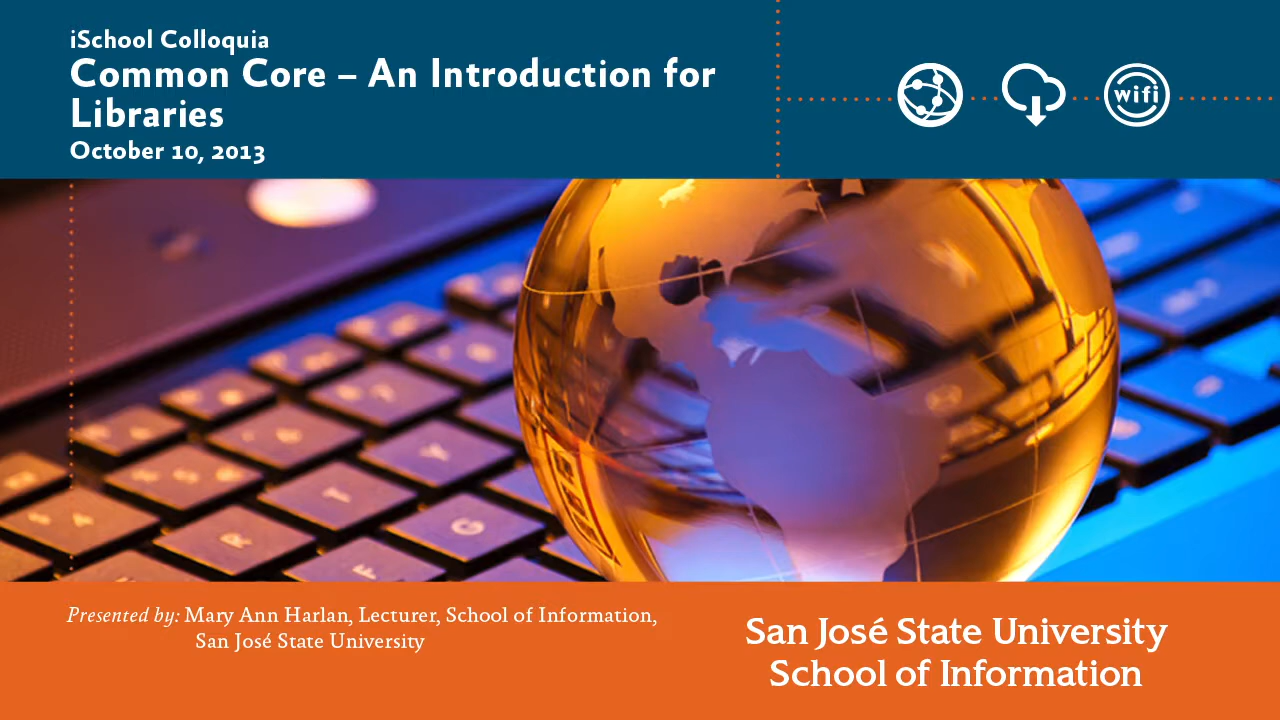 iSchool Colloquia
Common Core – An Introduction for
Libraries
October 10, 2013
wifi
Presented by: Mary Ann Harlan, Lecturer, School of Information,
San José State University
San José State University
School of Information